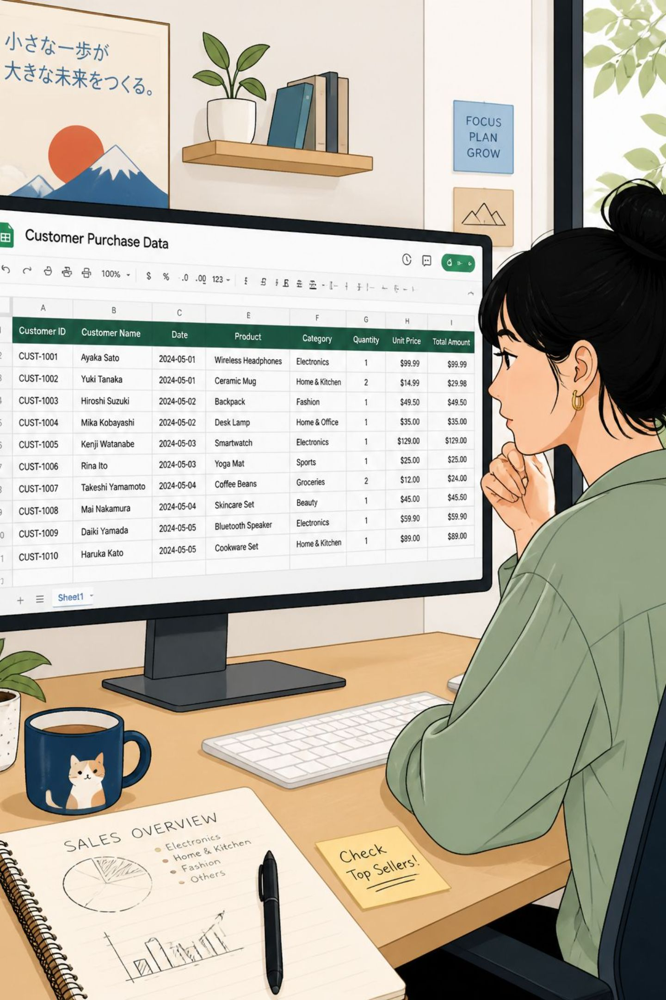 小さな一歩が
大きな未来をつくる。
FOCUS
PLAN
GROW
Customer Purchase Data
100% $ % .0 .00 123
A B C E F G H I
Customer ID Customer Name Date Product Category Quantity Unit Price Total Amount
CUST-1001 Ayaka Sato 2024-05-01 Wireless Headphones Electronics 1 $99.99 $99.99
CUST-1002 Yuki Tanaka 2024-05-01 Ceramic Mug Home & Kitchen 2 $14.99 $29.98
CUST-1003 Hiroshi Suzuki 2024-05-02 Backpack Fashion 1 $49.50 $49.50
CUST-1004 Mika Kobayashi 2024-05-02 Desk Lamp Home & Office 1 $35.00 $35.00
CUST-1005 Kenji Watanabe 2024-05-03 Smartwatch Electronics 1 $129.00 $129.00
CUST-1006 Rina Ito 2024-05-03 Yoga Mat Sports 1 $25.00 $25.00
CUST-1007 Takeshi Yamamoto 2024-05-04 Coffee Beans Groceries 2 $12.00 $24.00
CUST-1008 Mai Nakamura 2024-05-04 Skincare Set Beauty 1 $45.00 $45.50
CUST-1009 Daiki Yamada 2024-05-05 Bluetooth Speaker Electronics 1 $59.90 $59.90
CUST-1010 Haruka Kato 2024-05-05 Cookware Set Home & Kitchen 1 $89.00 $89.00
Sheet1
SALES OVERVIEW
Electronics
Home & Kitchen
Fashion
Others
Check
Top Sellers!